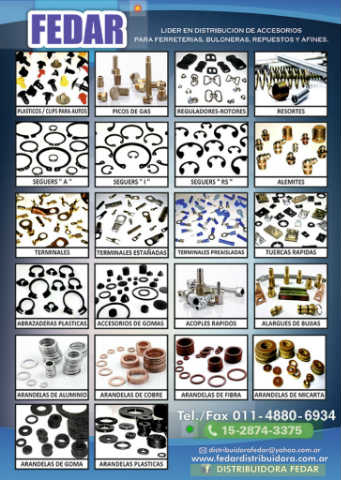 FEDAR
LIDER EN DISTRIBUCION DE ACCESORIOS
PARA FERRETERIAS, BULONERAS, REPUESTOS Y AFINES.
PLASTICOS / CLIPS PARA AUTOS
PICOS DE GAS
REGULADORES-ROTORES
RESORTES
SEGUERS " A "
SEGUERS " I "
SEGUERS " RS "
ALEMITES
TERMINALES
TERMINALES ESTAÑADAS
TERMINALES PREAISLADAS
TUERCAS RAPIDAS
ABRAZADERAS PLASTICAS
ACCESORIOS DE GOMAS
ACOPLES RAPIDOS
ALARGUES DE BUJIAS
ARANDELAS DE ALUMINIO
ARANDELAS DE COBRE
ARANDELAS DE FIBRA
ARANDELAS DE MICARTA
ARANDELAS DE GOMA
ARANDELAS PLASTICAS
Tel./Fax 011-4880-6934
15-2874-3375
distribuidorafedar@yahoo.com.ar
www.fedardistribuidora.com.ar
f DISTRIBUIDORA FEDAR